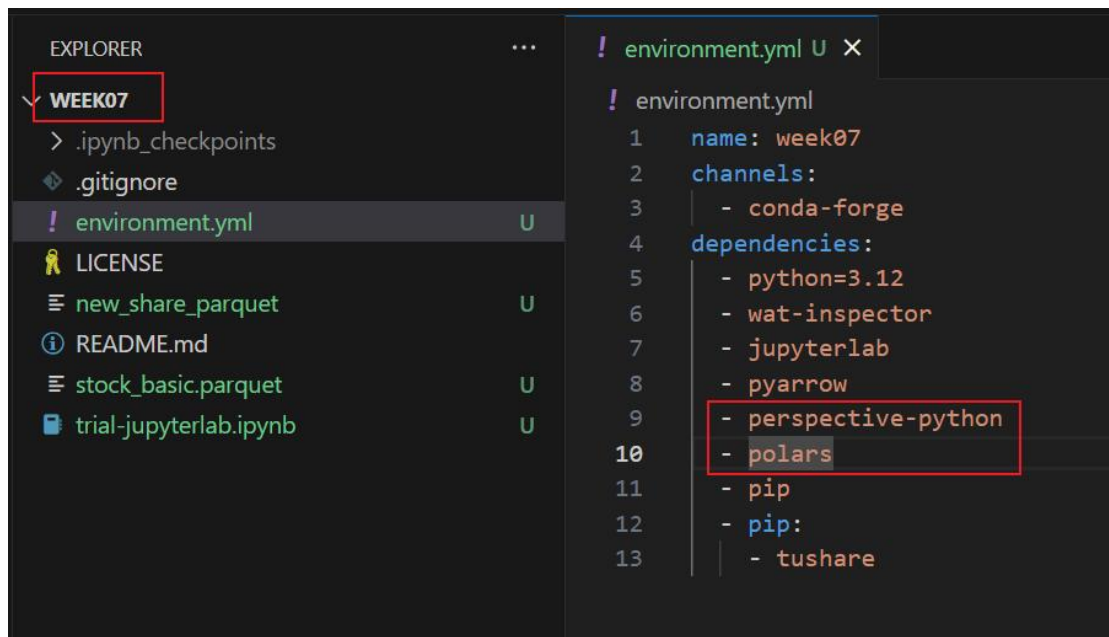 EXPLORER
...
WEEK07
.ipynb_checkpoints
.gitignore
! environment.yml U
LICENSE
new_share_parquet U
README.md
stock_basic.parquet U
trial-jupyterlab.ipynb U
! environment.yml U ×
! environment.yml
1 name: week07
2 channels:
3 - conda-forge
4 dependencies:
5 - python=3.12
6 - wat-inspector
7 - jupyterlab
8 - pyarrow
9 - perspective-python
10 - polars
11 - pip
12 - pip:
13 - tushare